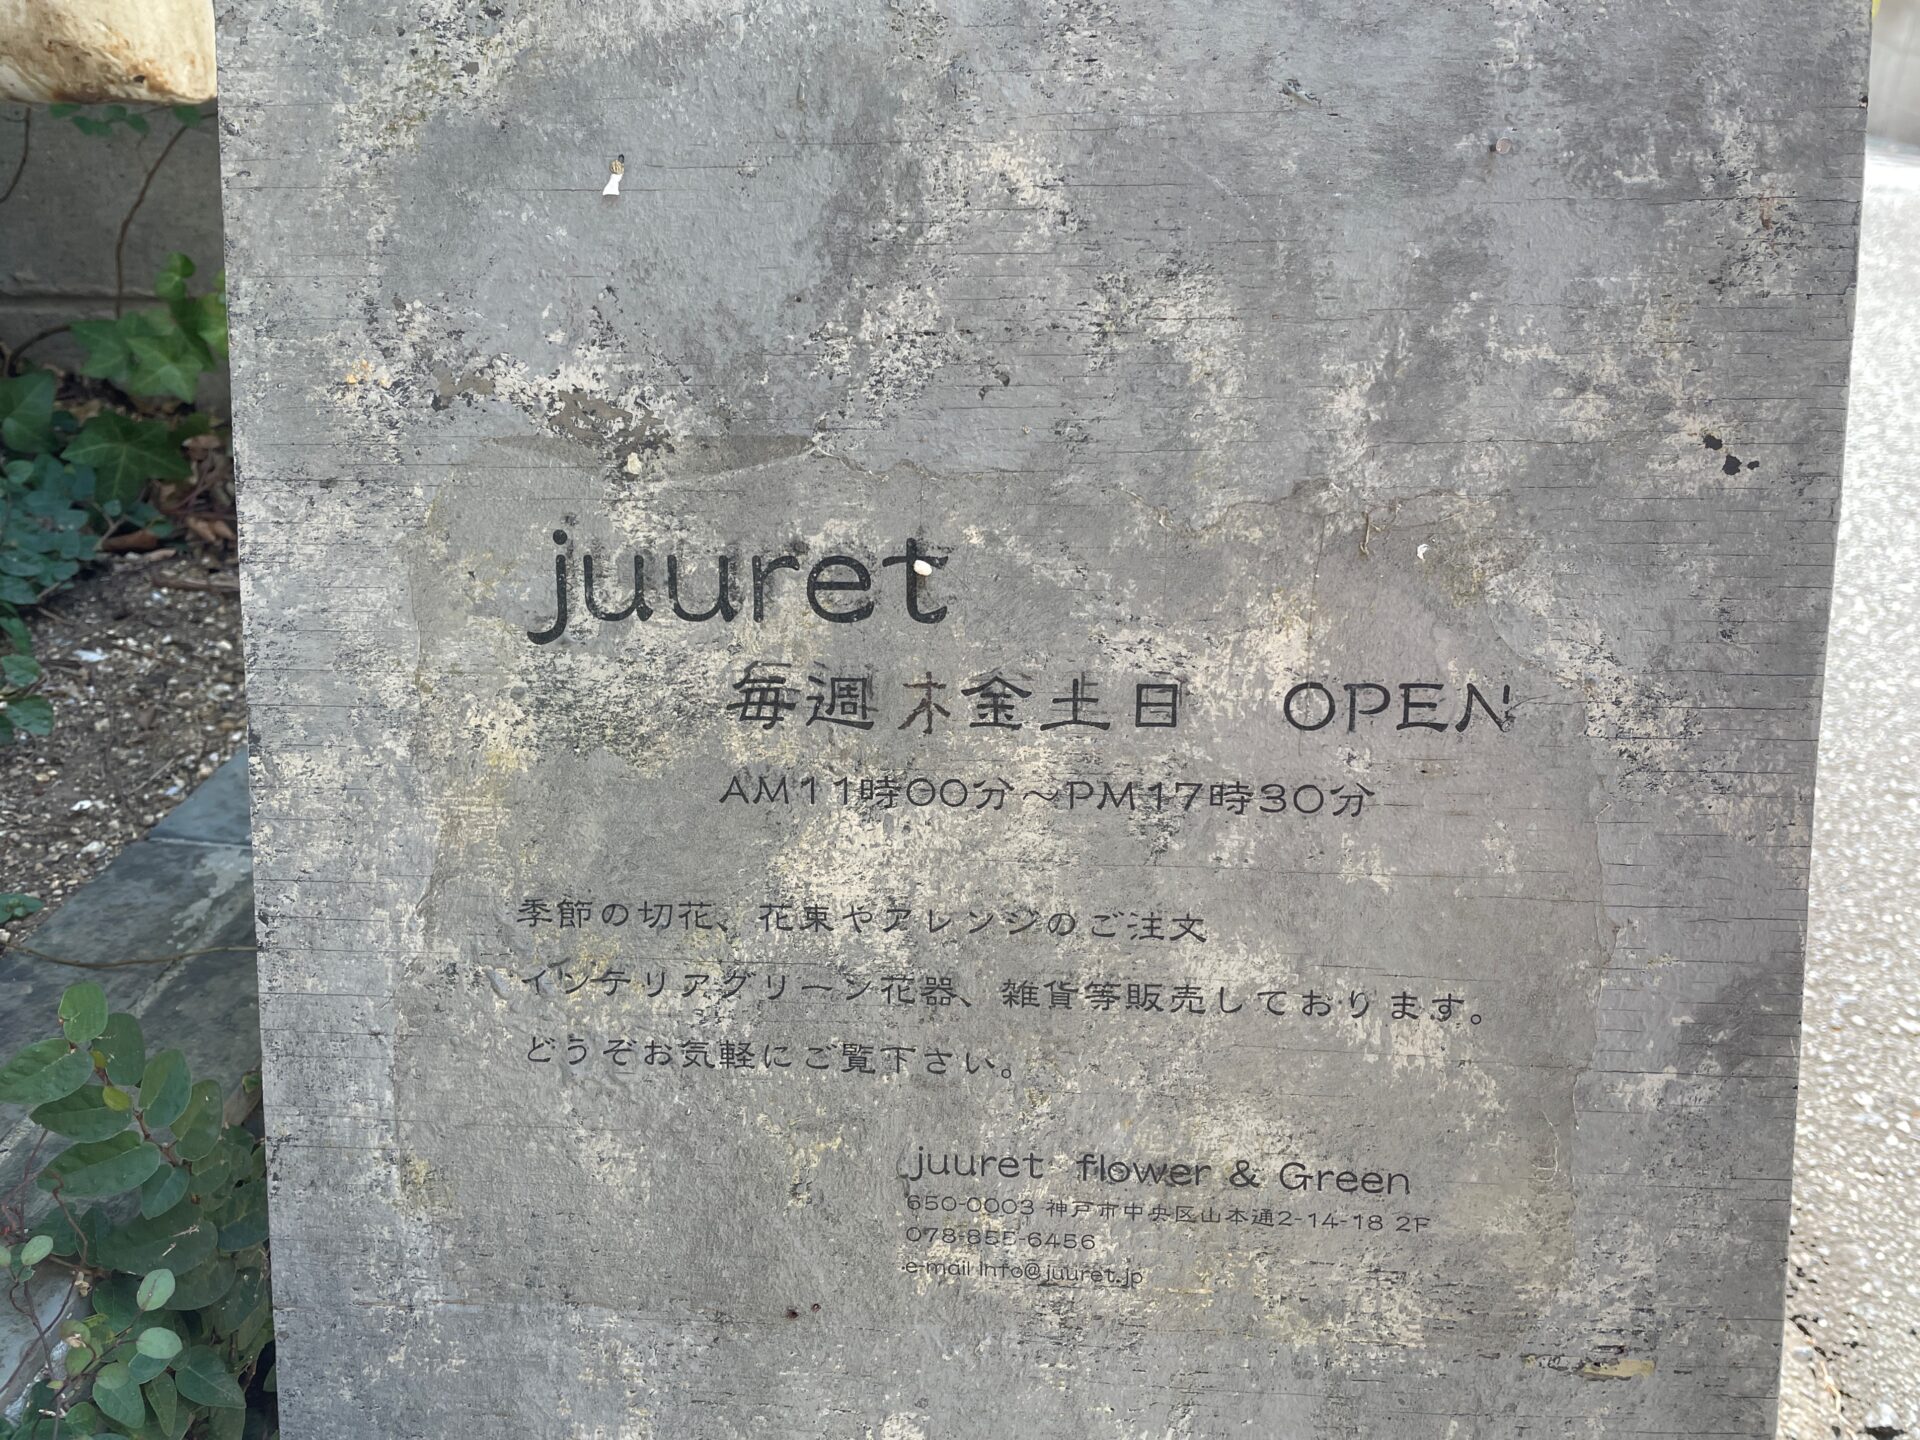 juuret
毎週木金土日　OPEN
AM11時00分～PM17時30分
季節の切花、花束やアレンジのご注文
インテリアグリーン花器、雑貨等販売しております。
どうぞお気軽にご覧下さい。
juuret flower & Green
650-0003 神戸市中央区山本通2-14-18 2F
078-855-6456
e-mail info@juuret.jp